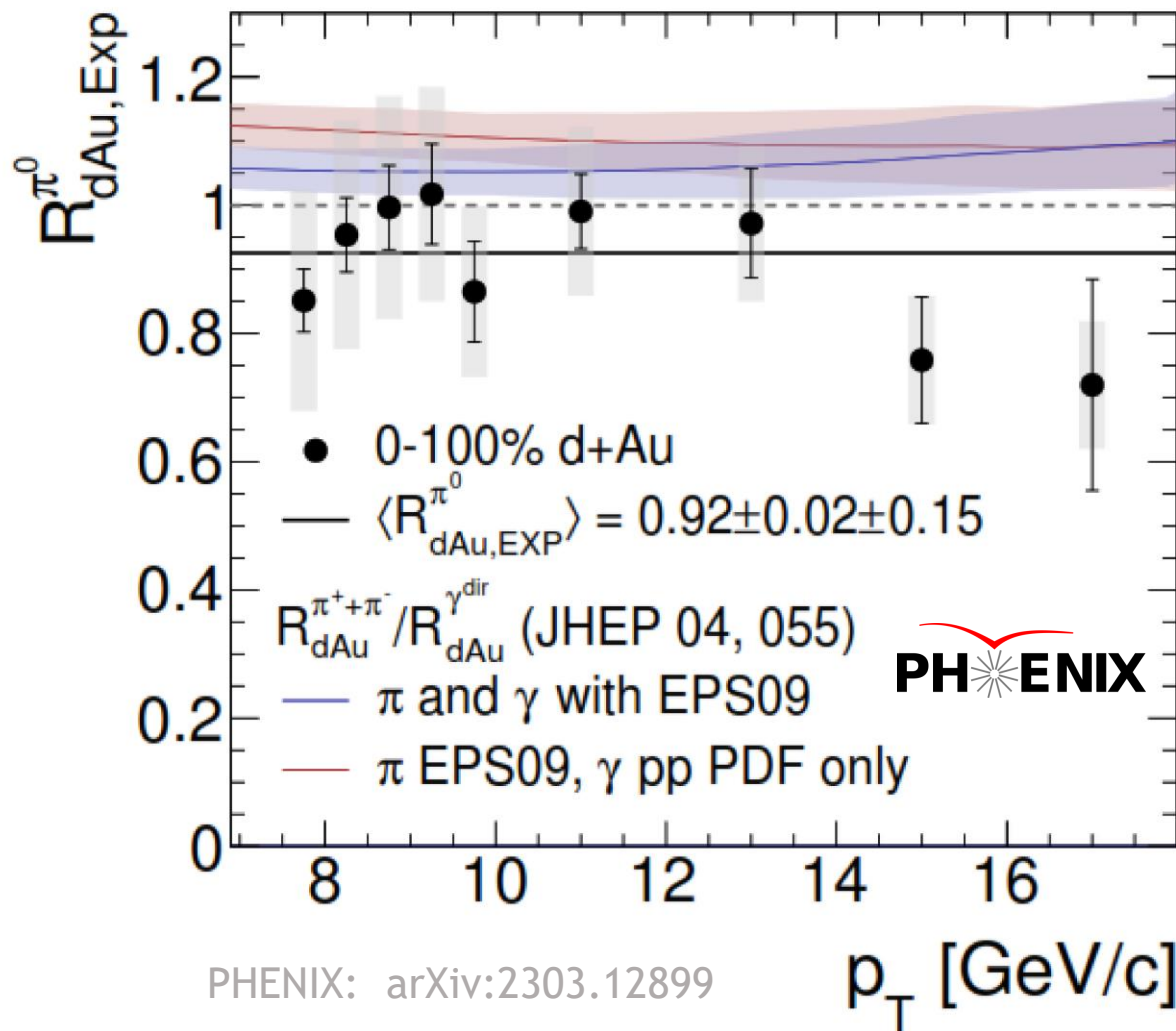 R^{π^0}_{dAu,Exp}
1.2
1
0.8
0.6
0.4
0.2
0
0-100% d+Au
⟨R^{π^0}_{dAu,EXP}⟩ = 0.92±0.02±0.15
R^{π^++π^-}_{dAu}/R^{γ^{dir}}_{dAu} (JHEP 04, 055)
PHENIX
π and γ with EPS09
π EPS09, γ pp PDF only
8 10 12 14 16
p_T [GeV/c]
PHENIX: arXiv:2303.12899